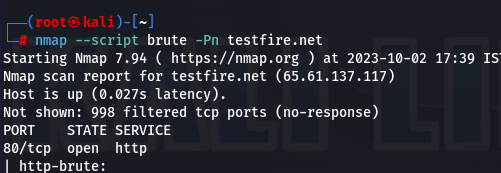 (root㉿kali)-[~]
# nmap --script brute -Pn testfire.net
Starting Nmap 7.94 ( https://nmap.org ) at 2023-10-02 17:39 IS
Nmap scan report for testfire.net (65.61.137.117)
Host is up (0.027s latency).
Not shown: 998 filtered tcp ports (no-response)
PORT STATE SERVICE
80/tcp open http
| http-brute: